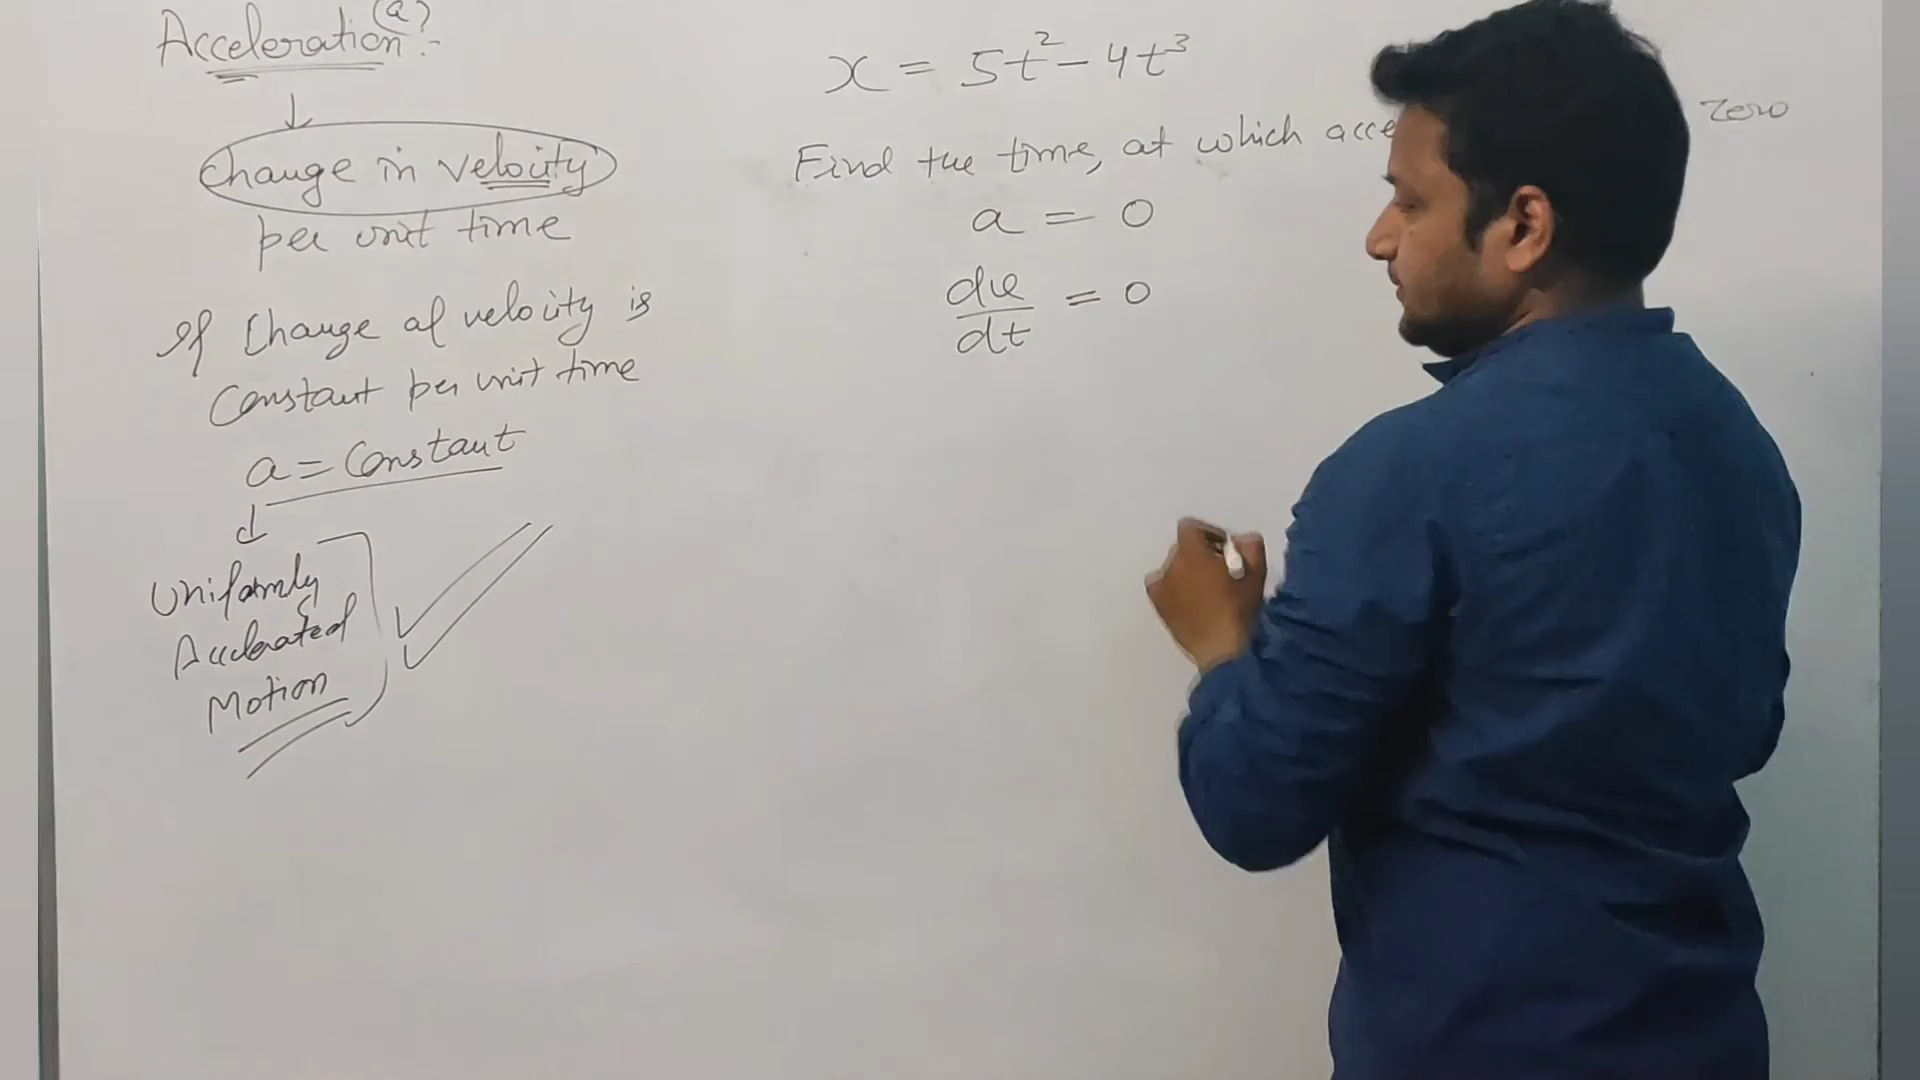 Acceleration (a) :-
↓
Change in velocity
per unit time
If Change of velocity is
Constant per unit time
a = Constant
↓
Uniformly
Accelerated
Motion
x = 5t² - 4t³
Find the time, at which acce zero
a = 0
dv/dt = 0